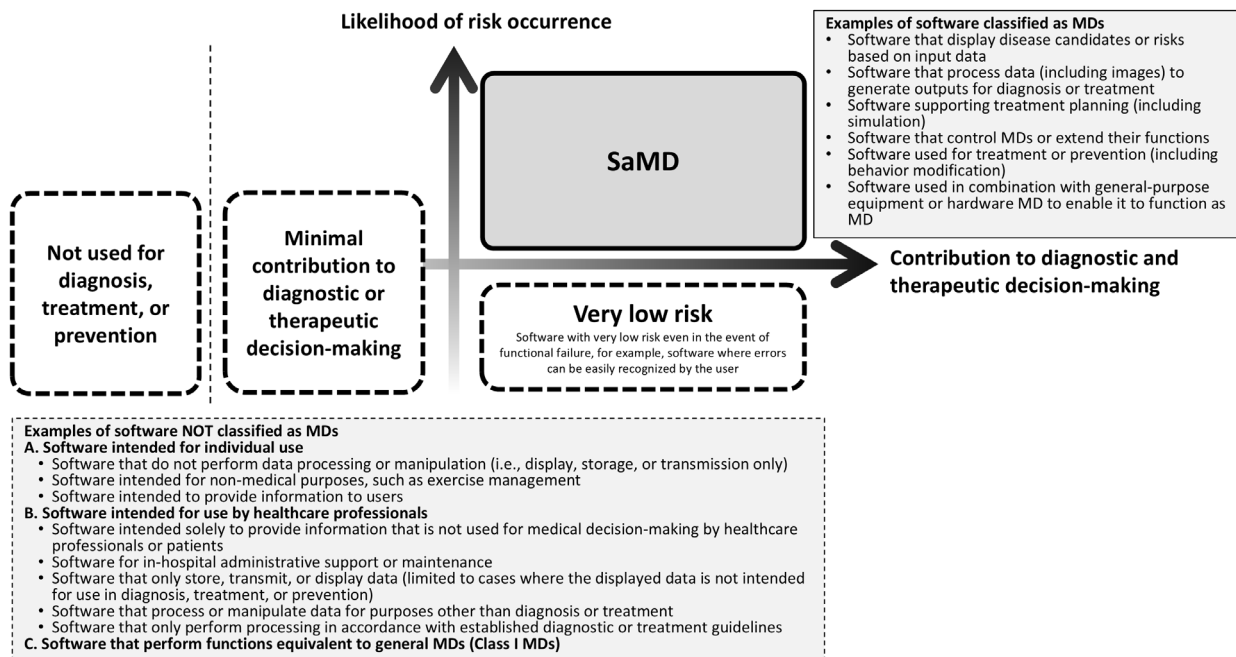 Likelihood of risk occurrence
Examples of software classified as MDs
• Software that display disease candidates or risks
based on input data
• Software that process data (including images) to
generate outputs for diagnosis or treatment
• Software supporting treatment planning (including
simulation)
• Software that control MDs or extend their functions
• Software used for treatment or prevention (including
behavior modification)
• Software used in combination with general-purpose
equipment or hardware MD to enable it to function as
MD
SaMD
Not used for
diagnosis,
treatment, or
prevention
Minimal
contribution to
diagnostic or
therapeutic
decision-making
Contribution to diagnostic and
therapeutic decision-making
Very low risk
Software with very low risk even in the event of
functional failure, for example, software where errors
can be easily recognized by the user
Examples of software NOT classified as MDs
A. Software intended for individual use
• Software that do not perform data processing or manipulation (i.e., display, storage, or transmission only)
• Software intended for non-medical purposes, such as exercise management
• Software intended to provide information to users
B. Software intended for use by healthcare professionals
• Software intended solely to provide information that is not used for medical decision-making by healthcare
professionals or patients
• Software for in-hospital administrative support or maintenance
• Software that only store, transmit, or display data (limited to cases where the displayed data is not intended
for use in diagnosis, treatment, or prevention)
• Software that process or manipulate data for purposes other than diagnosis or treatment
• Software that only perform processing in accordance with established diagnostic or treatment guidelines
C. Software that perform functions equivalent to general MDs (Class I MDs)